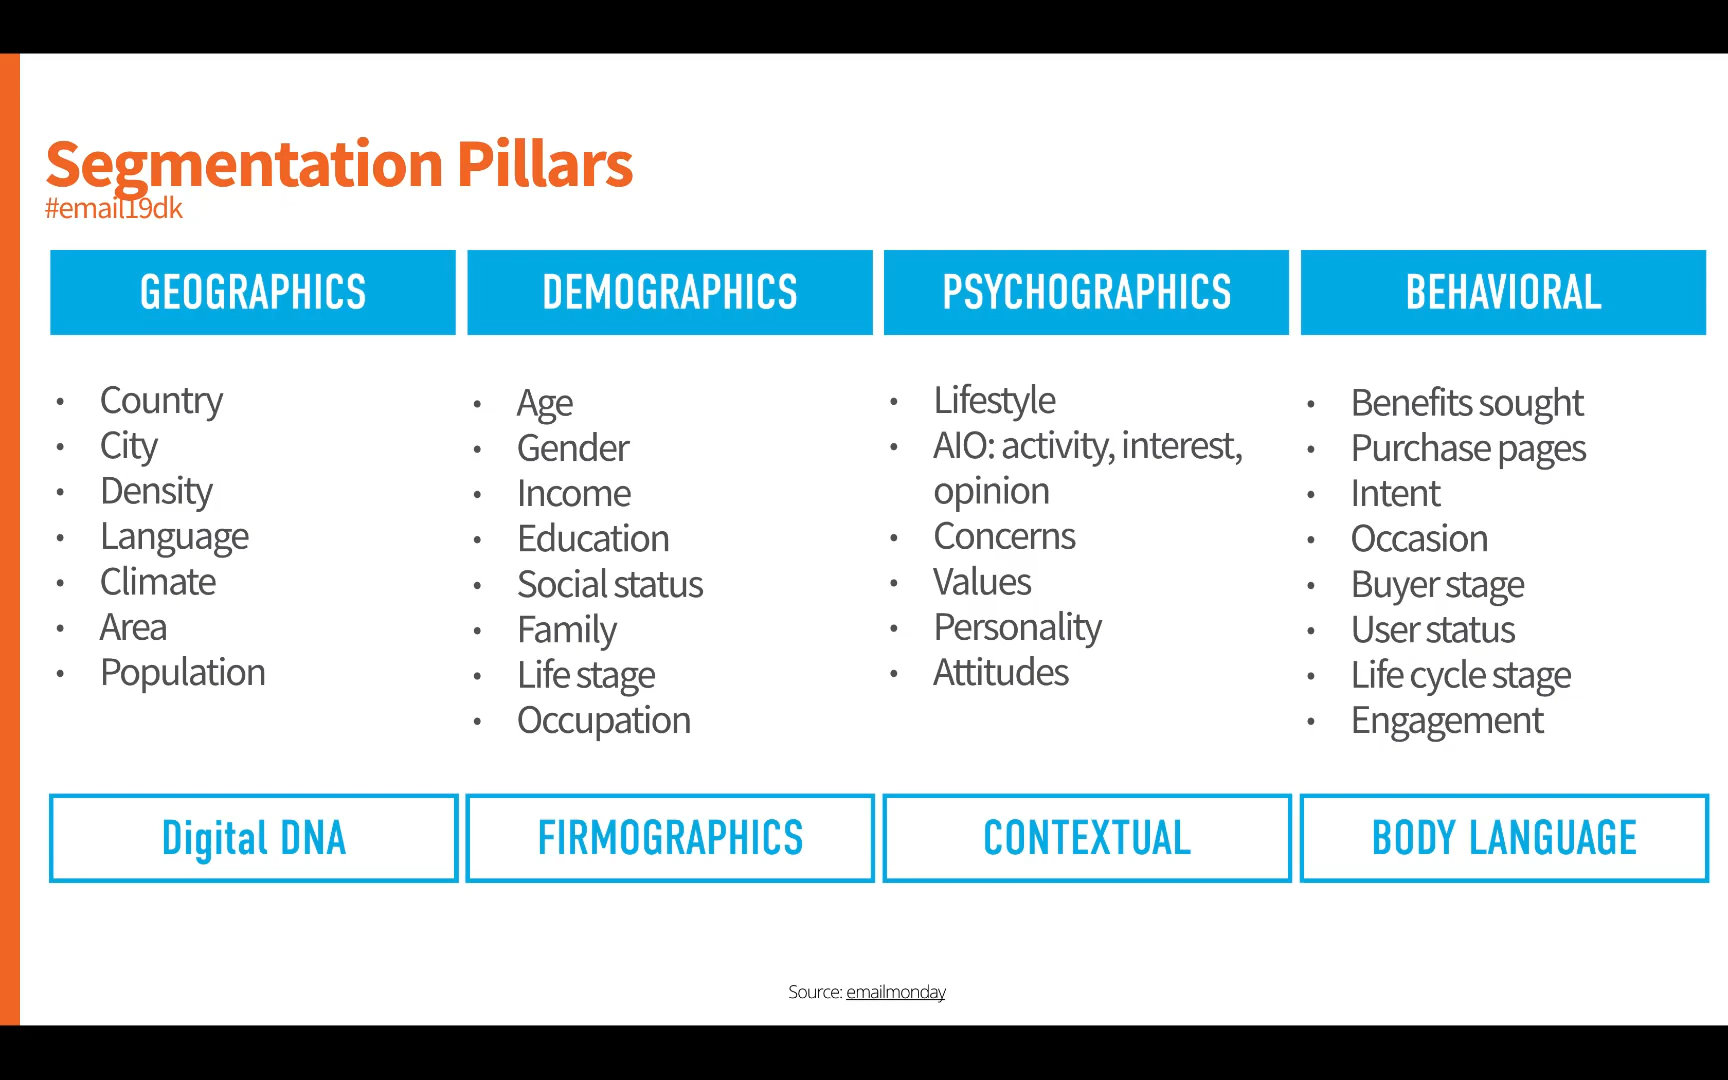 Segmentation Pillars
#email19dk
GEOGRAPHICS
Country
City
Density
Language
Climate
Area
Population
DEMOGRAPHICS
Age
Gender
Income
Education
Social status
Family
Life stage
Occupation
PSYCHOGRAPHICS
Lifestyle
AIO: activity, interest,
opinion
Concerns
Values
Personality
Attitudes
BEHAVIORAL
Benefits sought
Purchase pages
Intent
Occasion
Buyer stage
User status
Life cycle stage
Engagement
Digital DNA
FIRMOGRAPHICS
CONTEXTUAL
BODY LANGUAGE
Source: emailmonday